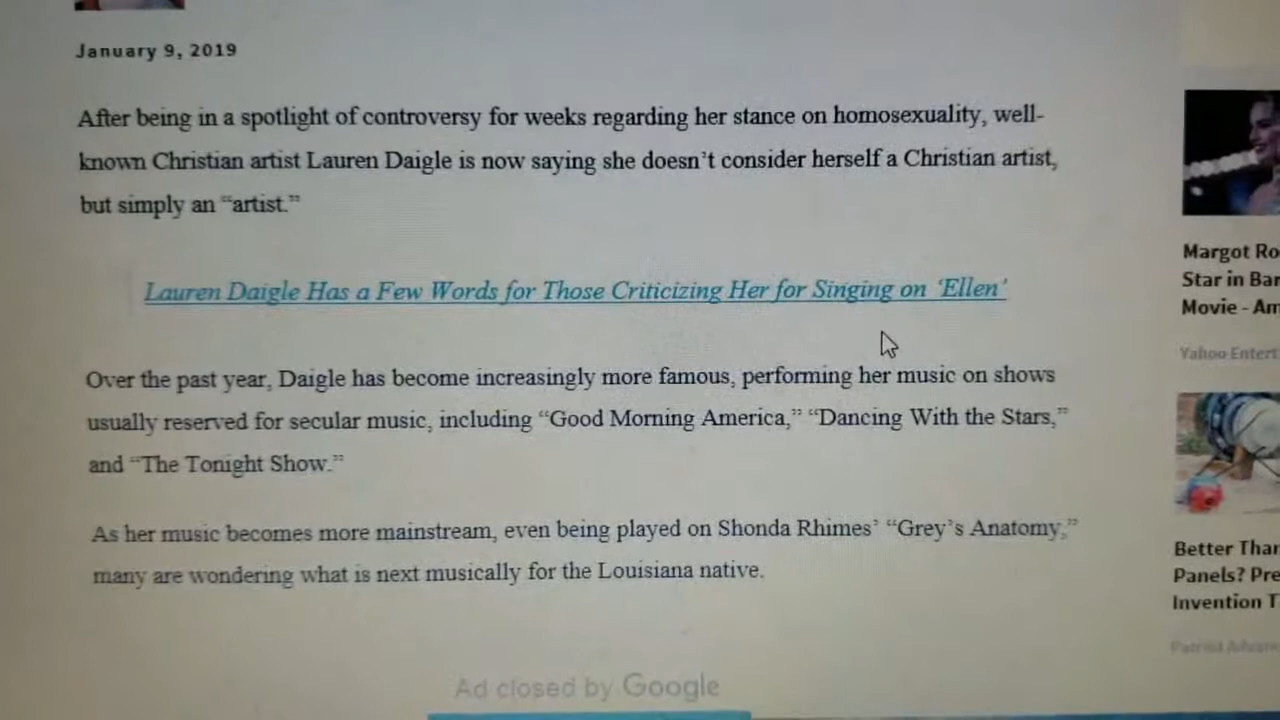 January 9, 2019
After being in a spotlight of controversy for weeks regarding her stance on homosexuality, well-
known Christian artist Lauren Daigle is now saying she doesn’t consider herself a Christian artist,
but simply an “artist.”
Lauren Daigle Has a Few Words for Those Criticizing Her for Singing on ‘Ellen’
Over the past year, Daigle has become increasingly more famous, performing her music on shows
usually reserved for secular music, including “Good Morning America,” “Dancing With the Stars,”
and “The Tonight Show.”
As her music becomes more mainstream, even being played on Shonda Rhimes’ “Grey’s Anatomy,”
many are wondering what is next musically for the Louisiana native.
Ad closed by Google
Margot Ro
Star in Bar
Movie - Am
Yahoo Entert
Better Than
Panels? Pre
Invention T
Patriot